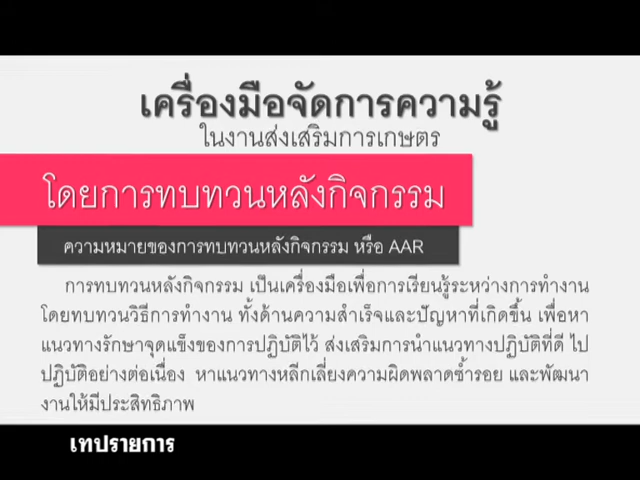 เครื่องมือจัดการความรู้
ในงานส่งเสริมการเกษตร
โดยการทบทวนหลังกิจกรรม
ความหมายของการทบทวนหลังกิจกรรม หรือ AAR
การทบทวนหลังกิจกรรม เป็นเครื่องมือเพื่อการเรียนรู้ระหว่างการทำงาน
โดยทบทวนวิธีการทำงาน ทั้งด้านความสำเร็จและปัญหาที่เกิดขึ้น เพื่อหา
แนวทางรักษาจุดแข็งของการปฏิบัติไว้ ส่งเสริมการนำแนวทางปฏิบัติที่ดี ไป
ปฏิบัติอย่างต่อเนื่อง หาแนวทางหลีกเลี่ยงความผิดพลาดซ้ำรอย และพัฒนา
งานให้มีประสิทธิภาพ
เทปรายการ